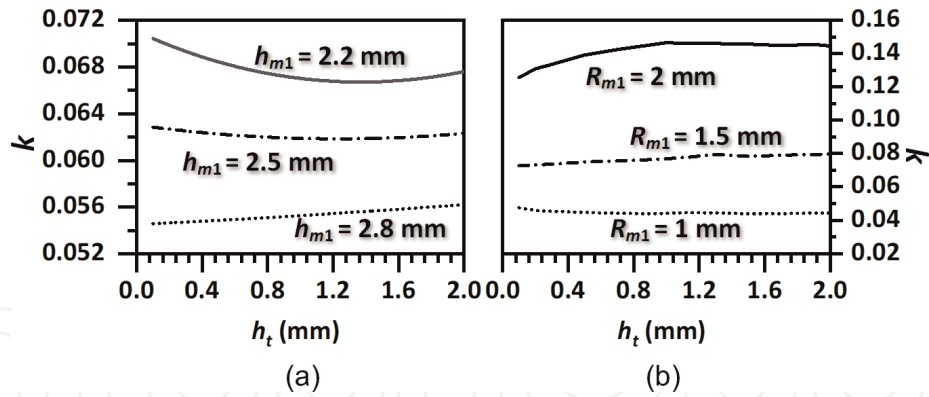 0.072
0.068
0.064
0.060
0.056
0.052
k
h_m1 = 2.2 mm
h_m1 = 2.5 mm
h_m1 = 2.8 mm
0.0 0.4 0.8 1.2 1.6 2.0
h_t (mm)
(a)
R_m1 = 2 mm
R_m1 = 1.5 mm
R_m1 = 1 mm
0.16
0.14
0.12
0.10
0.08
0.06
0.04
0.02
k
0.0 0.4 0.8 1.2 1.6 2.0
h_t (mm)
(b)